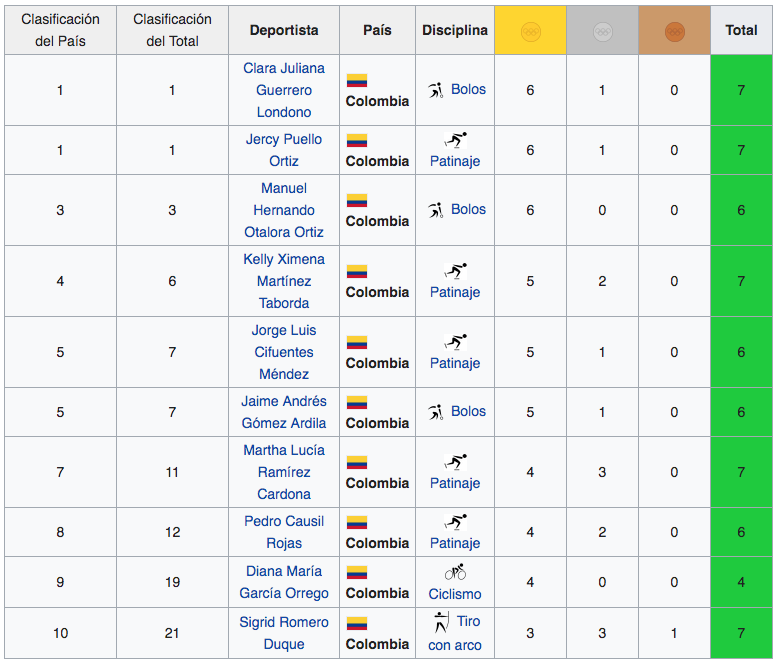 Clasificación del País Clasificación del Total Deportista País Disciplina Total
1 1 Clara Juliana Guerrero Londono Colombia Bolos 6 1 0 7
1 1 Jercy Puello Ortiz Colombia Patinaje 6 1 0 7
3 3 Manuel Hernando Otalora Ortiz Colombia Bolos 6 0 0 6
4 6 Kelly Ximena Martínez Taborda Colombia Patinaje 5 2 0 7
5 7 Jorge Luis Cifuentes Méndez Colombia Patinaje 5 1 0 6
5 7 Jaime Andrés Gómez Ardila Colombia Bolos 5 1 0 6
7 11 Martha Lucía Ramírez Cardona Colombia Patinaje 4 3 0 7
8 12 Pedro Causil Rojas Colombia Patinaje 4 2 0 6
9 19 Diana María García Orrego Colombia Ciclismo 4 0 0 4
10 21 Sigrid Romero Duque Colombia Tiro con arco 3 3 1 7